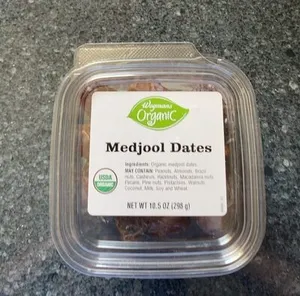 Wegmans
Organic
Medjool Dates
Ingredients: Organic medjool dates.
MAY CONTAIN: Peanuts, Almonds, Brazil
nuts, Cashews, Hazelnuts, Macadamia nuts,
Pecans, Pine nuts, Pistachios, Walnuts,
Coconut, Milk, Soy and Wheat
USDA
ORGANIC
NET WT 10.5 OZ (298 g)